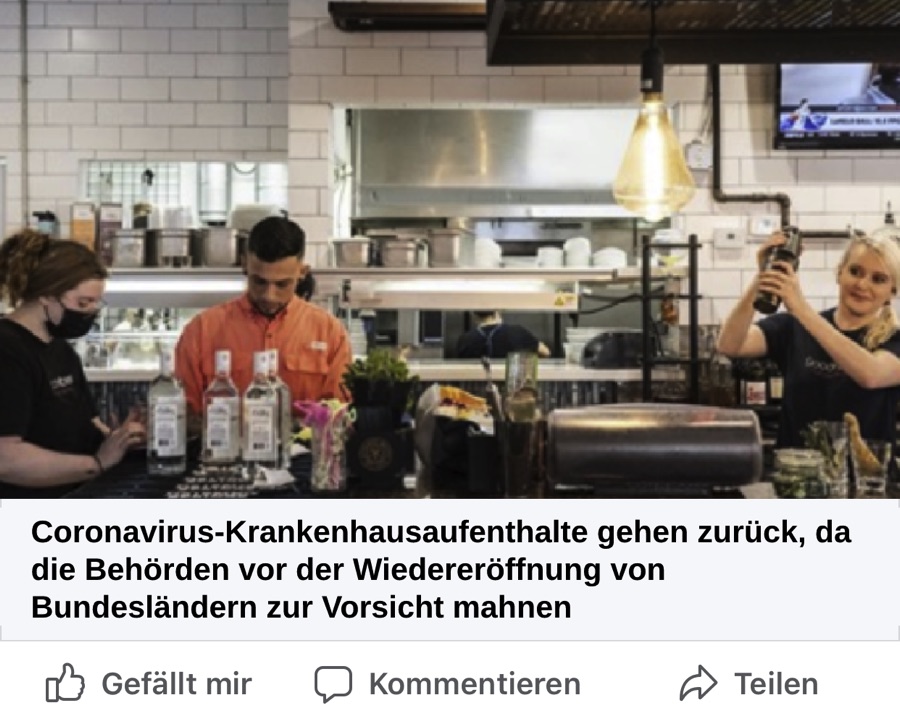 Coronavirus-Krankenhausaufenthalte gehen zurück, da
die Behörden vor der Wiedereröffnung von
Bundesländern zur Vorsicht mahnen
Gefällt mir
Kommentieren
Teilen